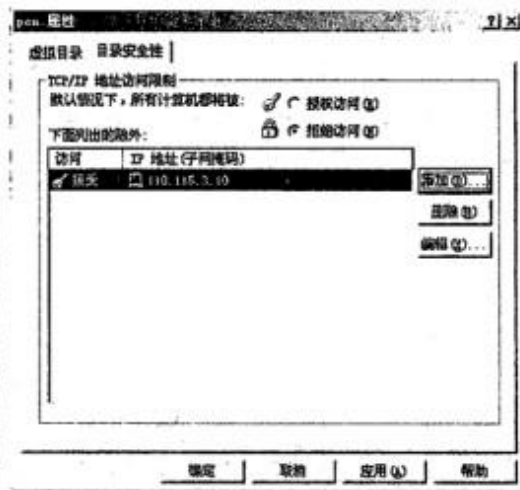 pcn 属性 ? ×
虚拟目录 目录安全性
TCP/IP 地址访问限制
默认情况下，所有计算机都将被:
授权访问(R)
拒绝访问(N)
下面列出的除外:
访问 IP 地址(子网掩码)
110.115.3.10
添加(D)...
删除(M)
编辑(I)...
确定 取消 应用(A) 帮助